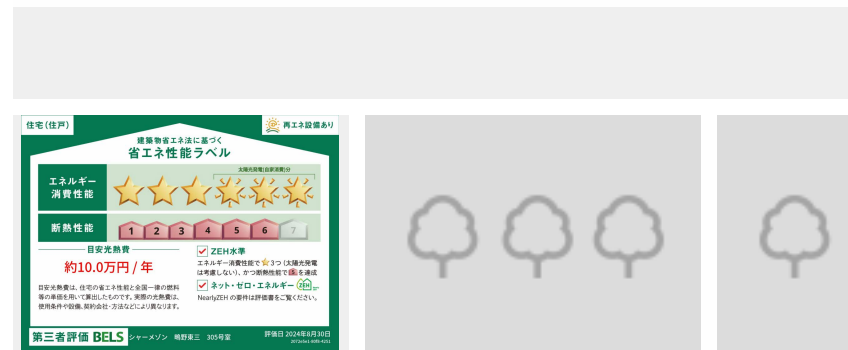 住宅(住戸)
再エネ設備あり
建築物省エネ法に基づく
省エネ性能ラベル
太陽光発電(自家消費)分
エネルギー
消費性能
断熱性能
1 2 3 4 5 6 7
目安光熱費
約10.0万円 / 年
目安光熱費は、住宅の省エネ性能と全国一律の燃料
等の単価を用いて算出したものです。実際の光熱費は、
使用条件や設備、契約会社・方法などにより異なります。
ZEH水準
エネルギー消費性能で 3つ (太陽光発電
は考慮しない)、かつ断熱性能で 5 を達成
ネット・ゼロ・エネルギー ZEH
NearlyZEH の要件は評価書をご覧ください。
第三者評価 BELS シャーメゾン 鴫野東三 305号室
評価日 2024年8月30日